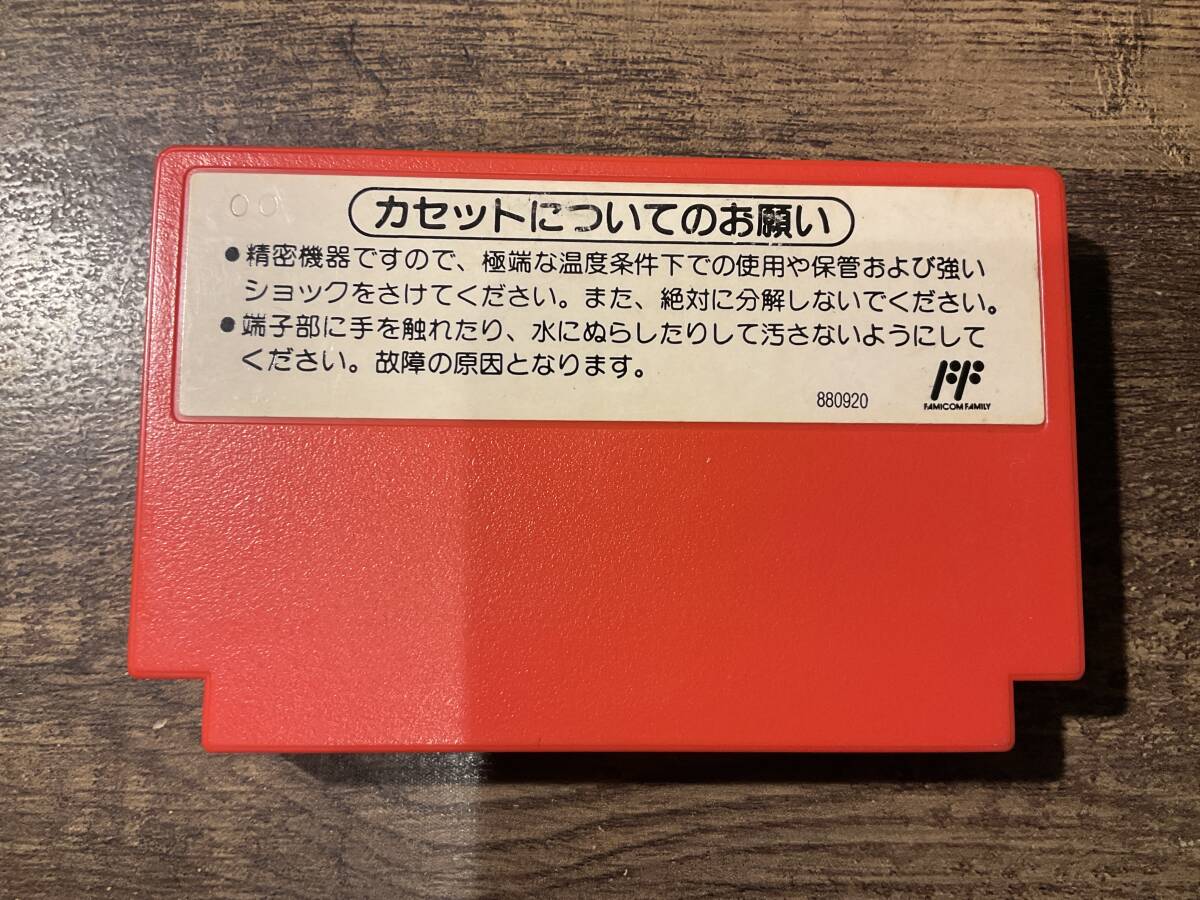 00
カセットについてのお願い
●精密機器ですので、極端な温度条件下での使用や保管および強い
ショックをさけてください。また、絶対に分解しないでください。
●端子部に手を触れたり、水にぬらしたりして汚さないようにして
ください。故障の原因となります。
880920
FF
FAMICOM FAMILY